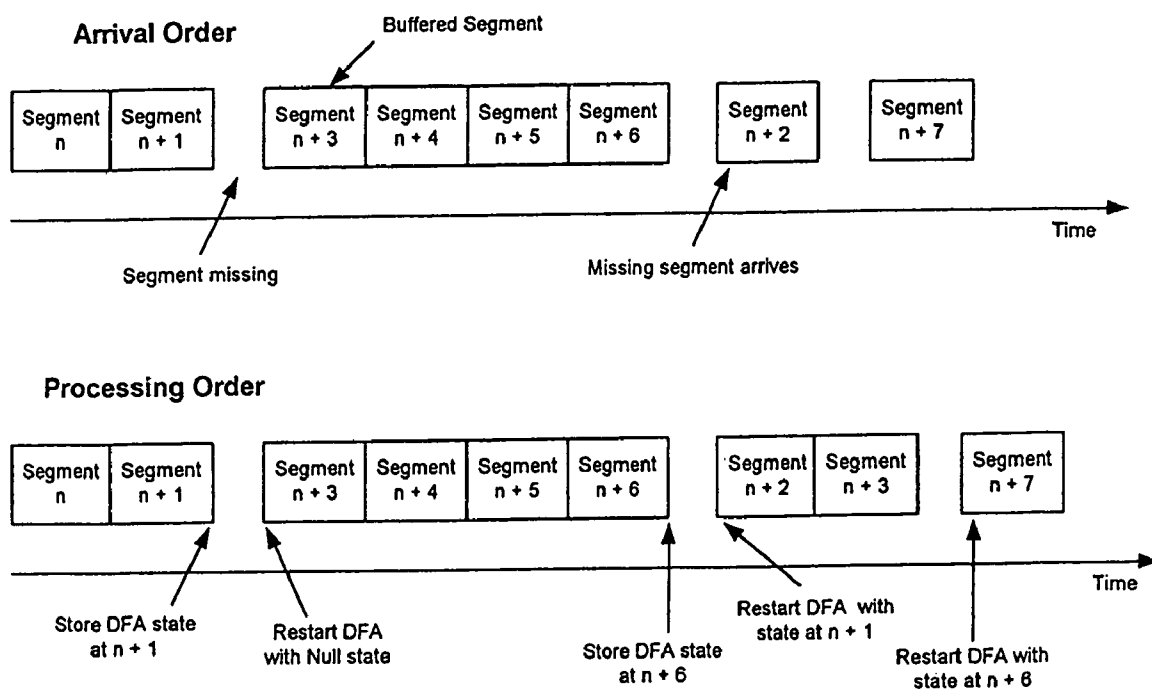 Arrival Order
Buffered Segment
Segment
n
Segment
n + 1
Segment
n + 3
Segment
n + 4
Segment
n + 5
Segment
n + 6
Segment
n + 2
Segment
n + 7
Time
Segment missing
Missing segment arrives
Processing Order
Segment
n
Segment
n + 1
Segment
n + 3
Segment
n + 4
Segment
n + 5
Segment
n + 6
Segment
n + 2
Segment
n + 3
Segment
n + 7
Time
Store DFA state
at n + 1
Restart DFA
with Null state
Store DFA state
at n + 6
Restart DFA with
state at n + 1
Restart DFA with
state at n + 6